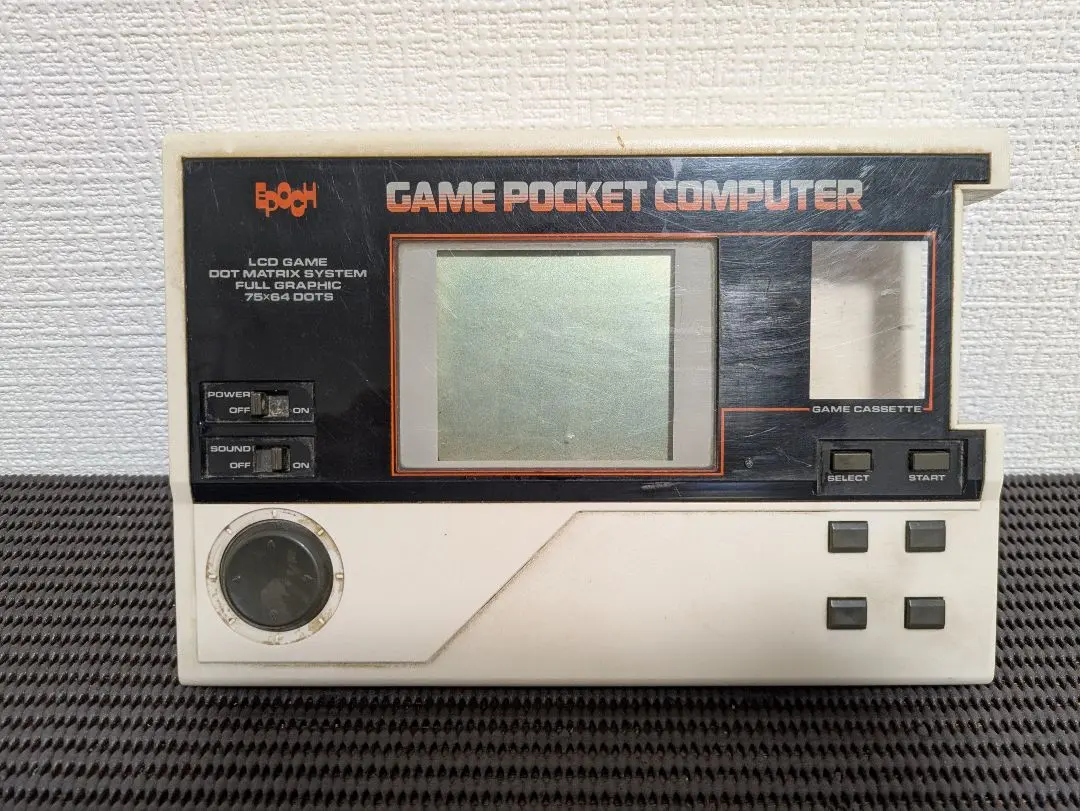 EPOCH
GAME POCKET COMPUTER
LCD GAME
DOT MATRIX SYSTEM
FULL GRAPHIC
75×64 DOTS
POWER
OFF ON
SOUND
OFF ON
GAME CASSETTE
SELECT START